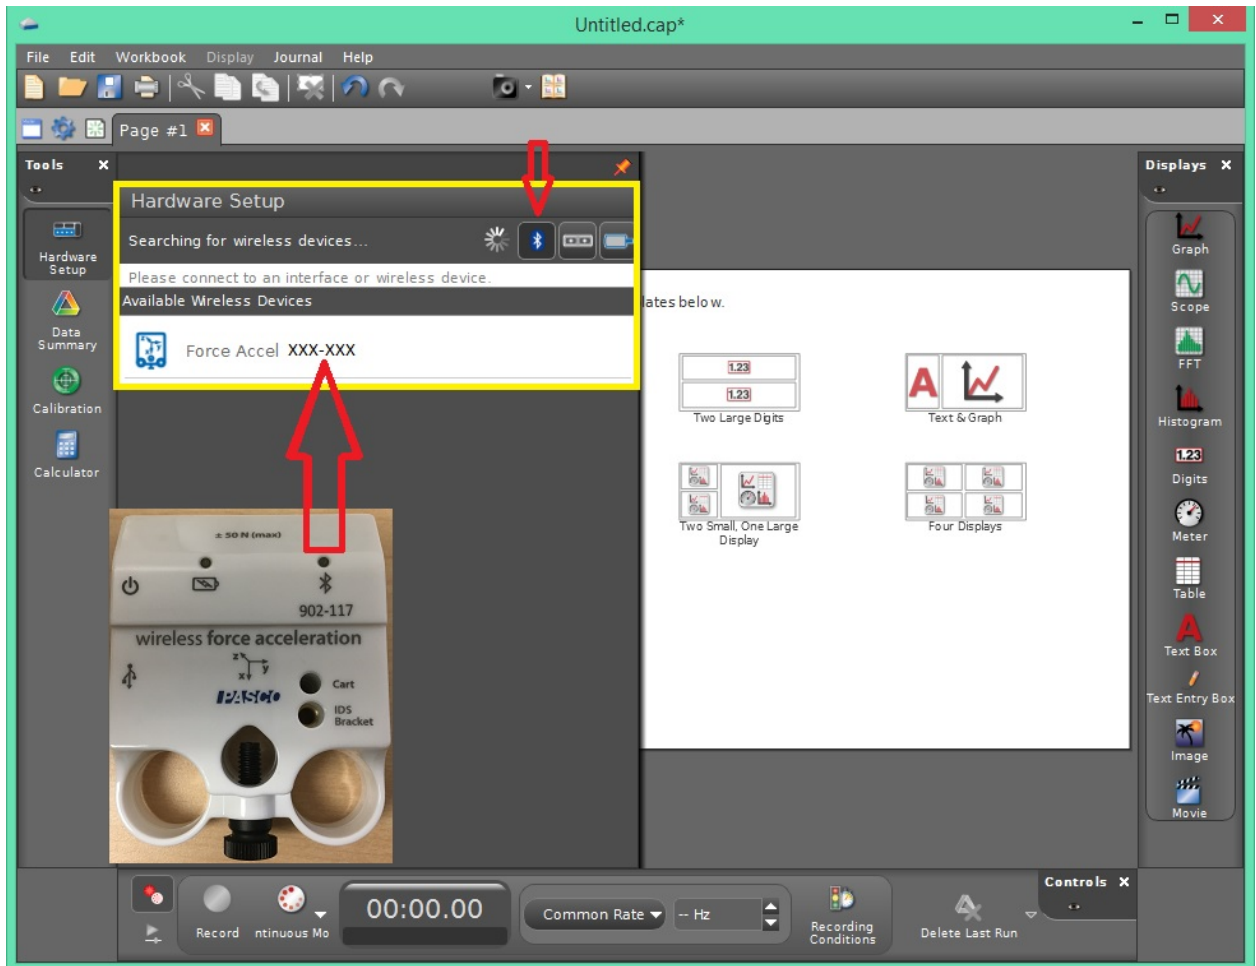 Untitled.cap*
File Edit Workbook Display Journal Help
Page #1
Tools
Hardware
Setup
Data
Summary
Calibration
Calculator
Hardware Setup
Searching for wireless devices...
Please connect to an interface or wireless device.
Available Wireless Devices
Force Accel XXX-XXX
± 50 N (max)
902-117
wireless force acceleration
z
y
x
PASCO
Cart
IDS
Bracket
lates below.
1.23
1.23
Two Large Digits
A
Text & Graph
Two Small, One Large
Display
Four Displays
Displays
Graph
Scope
FFT
Histogram
1.23
Digits
Meter
Table
A
Text Box
Text Entry Box
Image
Movie
Record
ntinuous Mo
00:00.00
Common Rate
-- Hz
Recording
Conditions
Delete Last Run
Controls